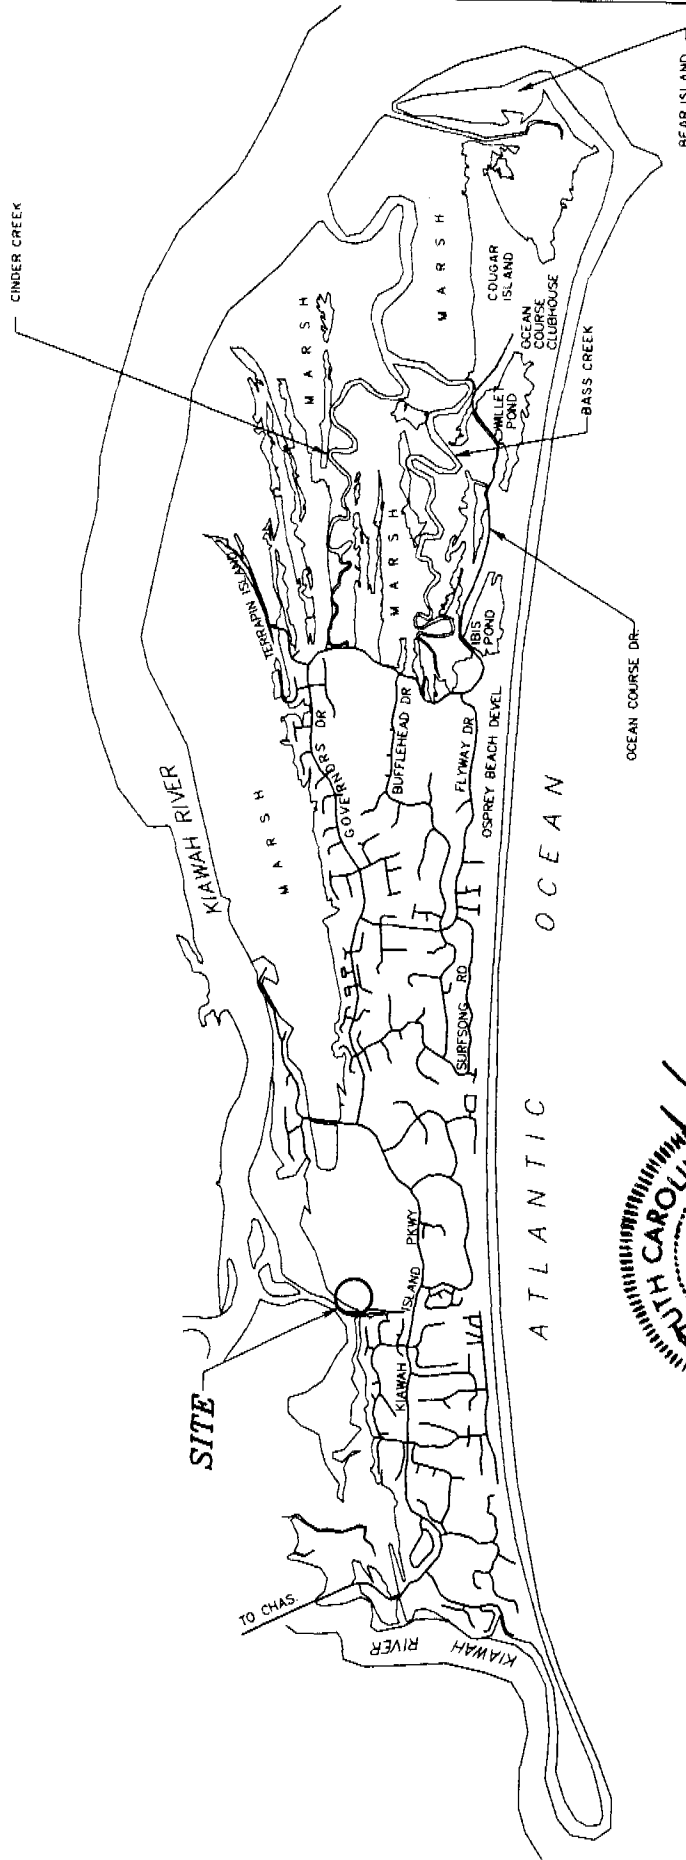 CINDER CREEK
BEAR ISLAND
MARSH
MARSH
COUGAR
ISLAND
OCEAN
COURSE
CLUBHOUSE
BASS CREEK
MARSH
TERRAPIN ISLAND
IBIS
POND
OCEAN COURSE DR.
KIAWAH RIVER
MARSH
GOVERNORS DR
BUFFLEHEAD DR
FLYWAY DR
OSPREY BEACH DEVEL
SURFSONG RD
ATLANTIC OCEAN
SITE
KIAWAH ISLAND PKWY
TO CHAS.
KIAWAH
RIVER
UTH CAROLI